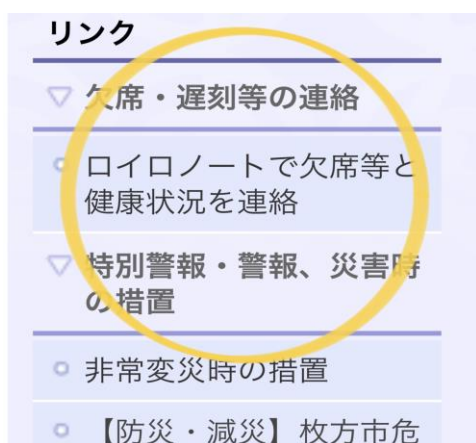 リンク
欠席・遅刻等の連絡
ロイロノートで欠席等と
健康状況を連絡
特別警報・警報、災害時
の措置
非常変災時の措置
【防災・減災】枚方市危